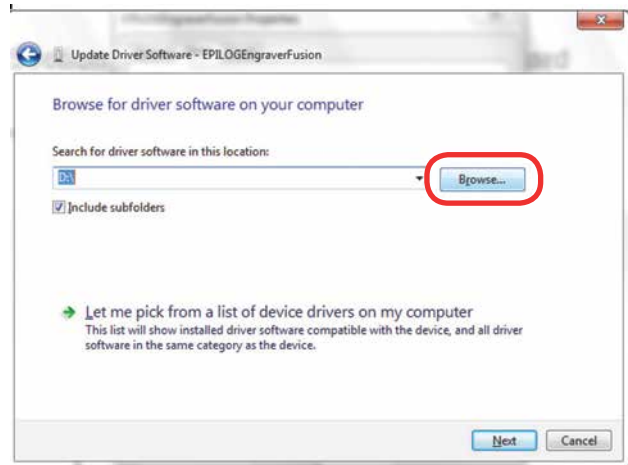 Update Driver Software - EPILOGEngraverFusion
Browse for driver software on your computer
Search for driver software in this location:
D:\
Browse...
Include subfolders
Let me pick from a list of device drivers on my computer
This list will show installed driver software compatible with the device, and all driver
software in the same category as the device.
Next
Cancel